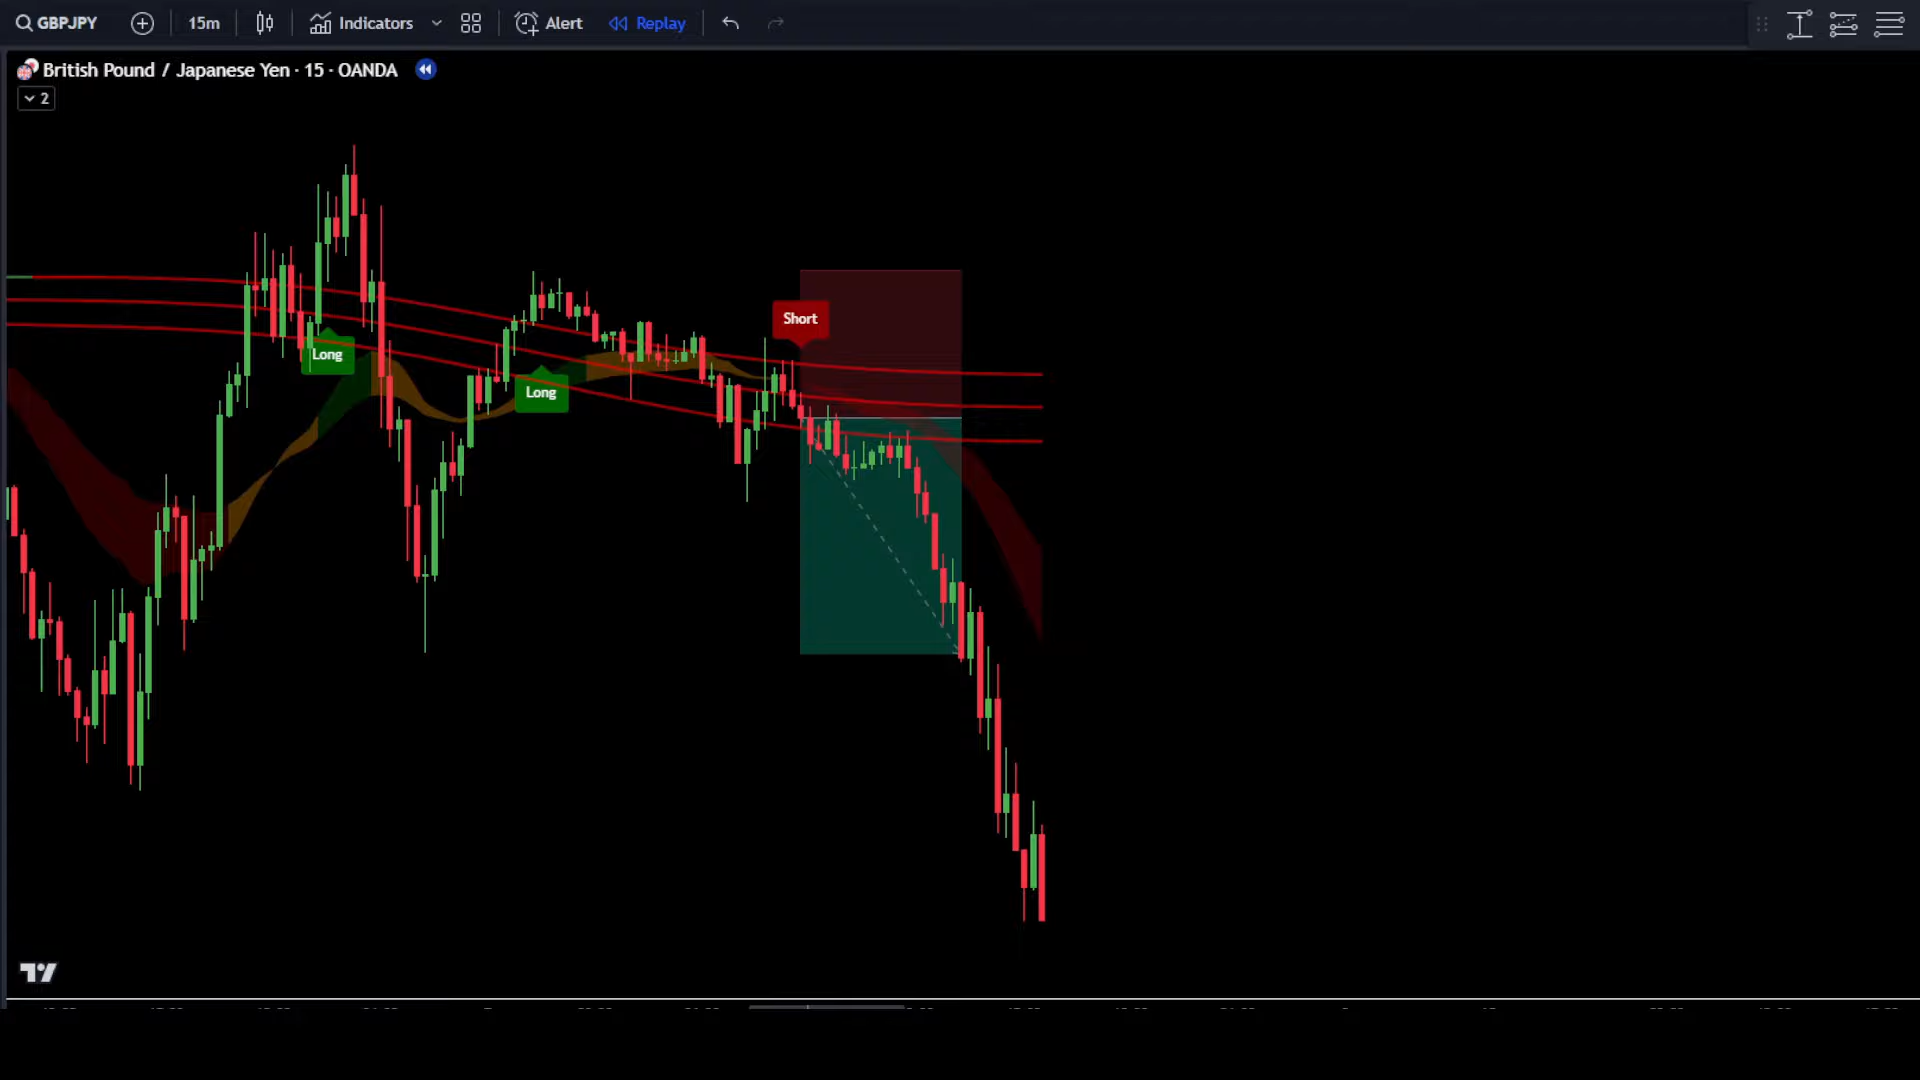 GBPJPY 15m Indicators Alert Replay
British Pound / Japanese Yen · 15 · OANDA
2
Short
Long
Long